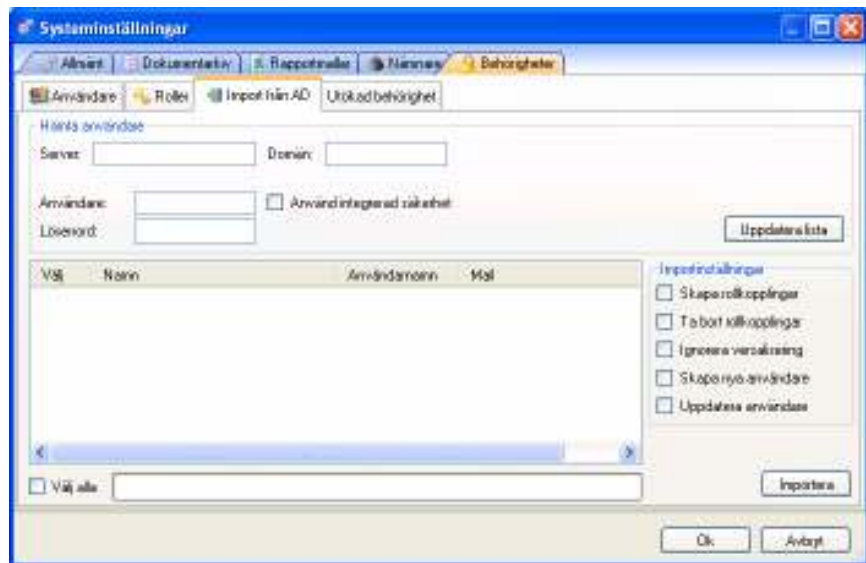 Systeminställningar
Allmänt Dokumentarkiv Rapportmallar Behörigheter
Användare Roller Import från AD Utökad behörighet
Hämta användare
Server: Domän:
Användare: Använd integrerad säkerhet
Lösenord:
Uppdatera lista
Välj Namn Användarnamn Mail
Importinställningar
Skapa rollkopplingar
Ta bort rollkopplingar
Ignorera versalisering
Skapa nya användare
Uppdatera användare
Välj alla
Importera
Ok Avbryt